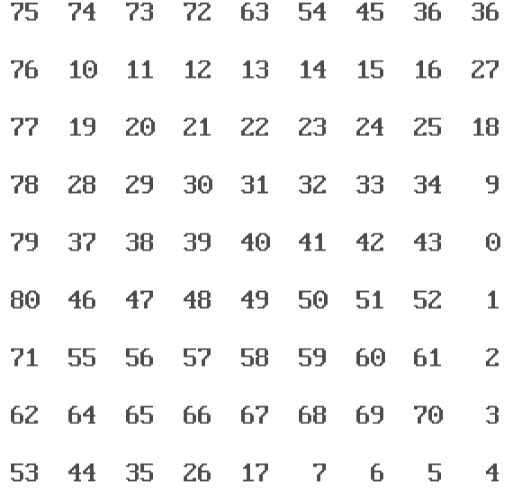 75 74 73 72 63 54 45 36 36
76 10 11 12 13 14 15 16 27
77 19 20 21 22 23 24 25 18
78 28 29 30 31 32 33 34 9
79 37 38 39 40 41 42 43 0
80 46 47 48 49 50 51 52 1
71 55 56 57 58 59 60 61 2
62 64 65 66 67 68 69 70 3
53 44 35 26 17 7 6 5 4